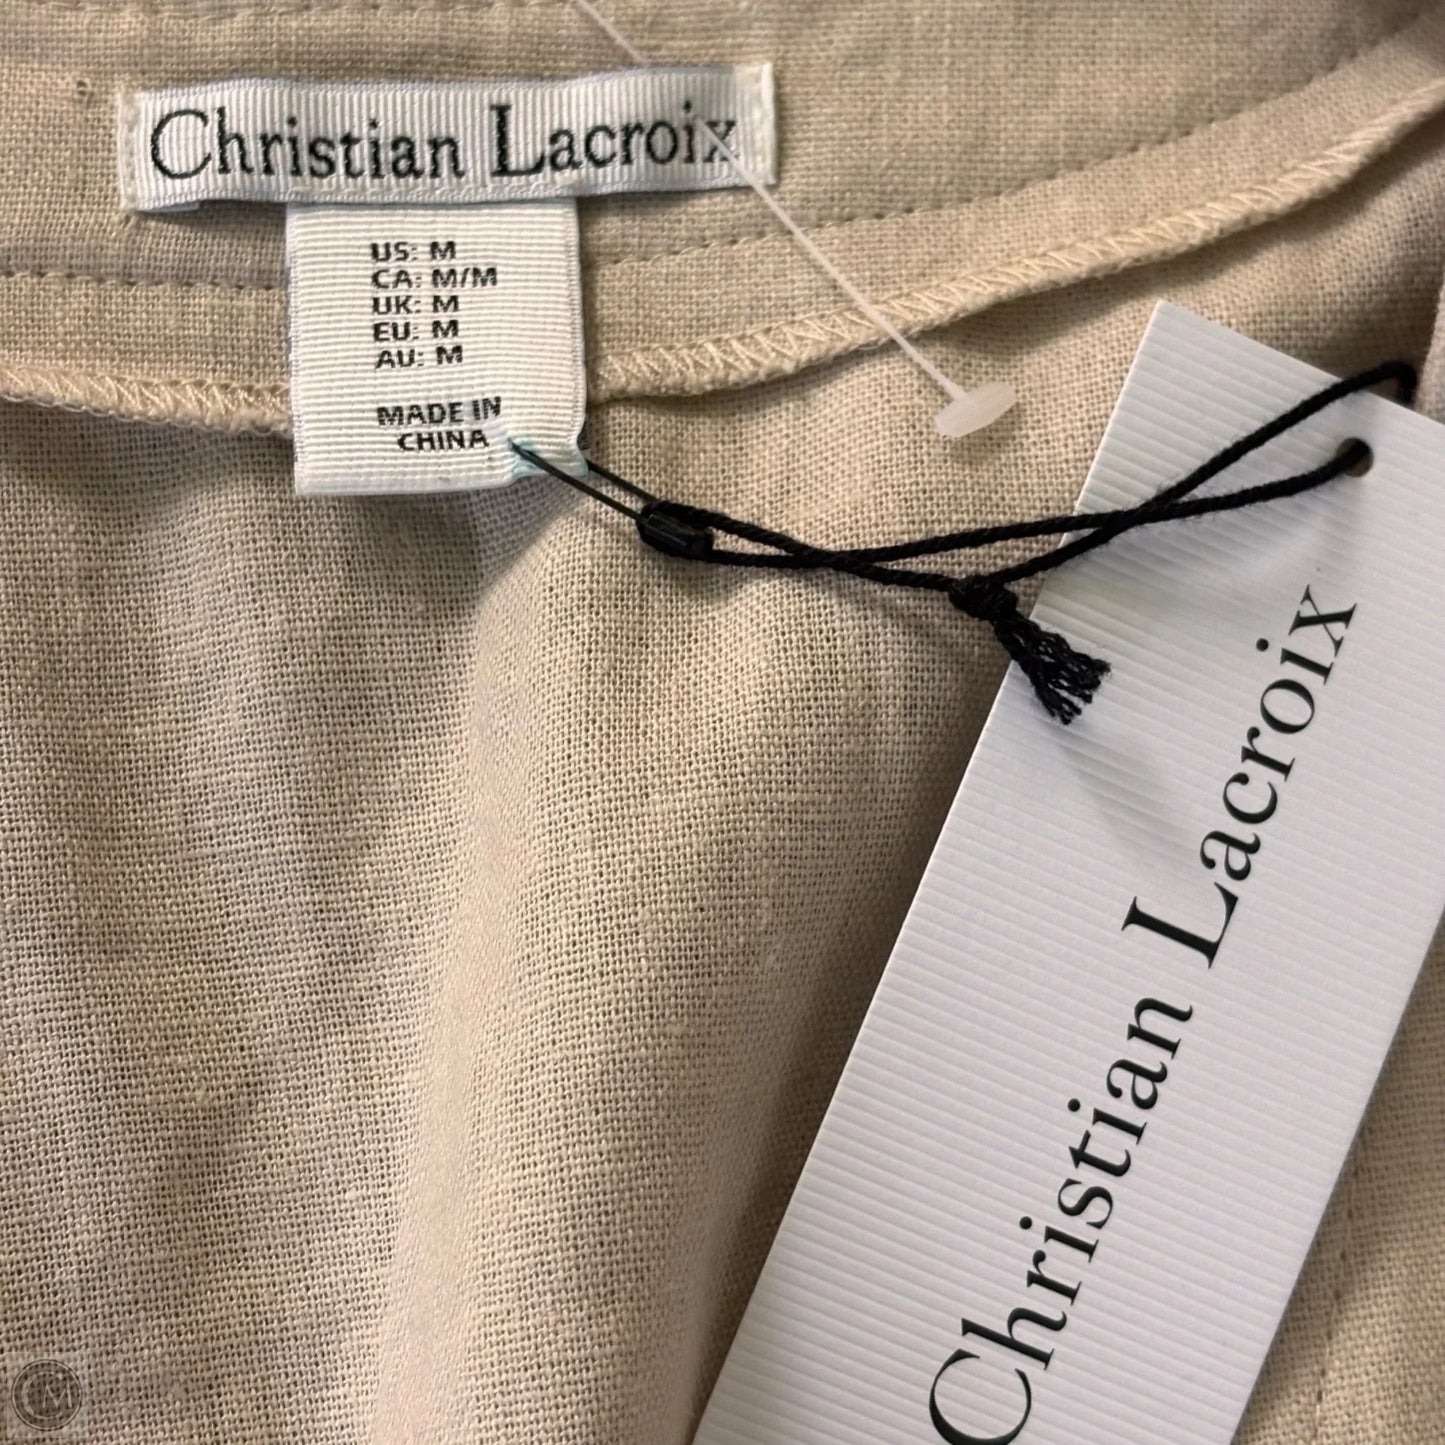 Christian Lacroix
US: M
CA: M/M
UK: M
EU: M
AU: M
MADE IN
CHINA
Christian Lacroix